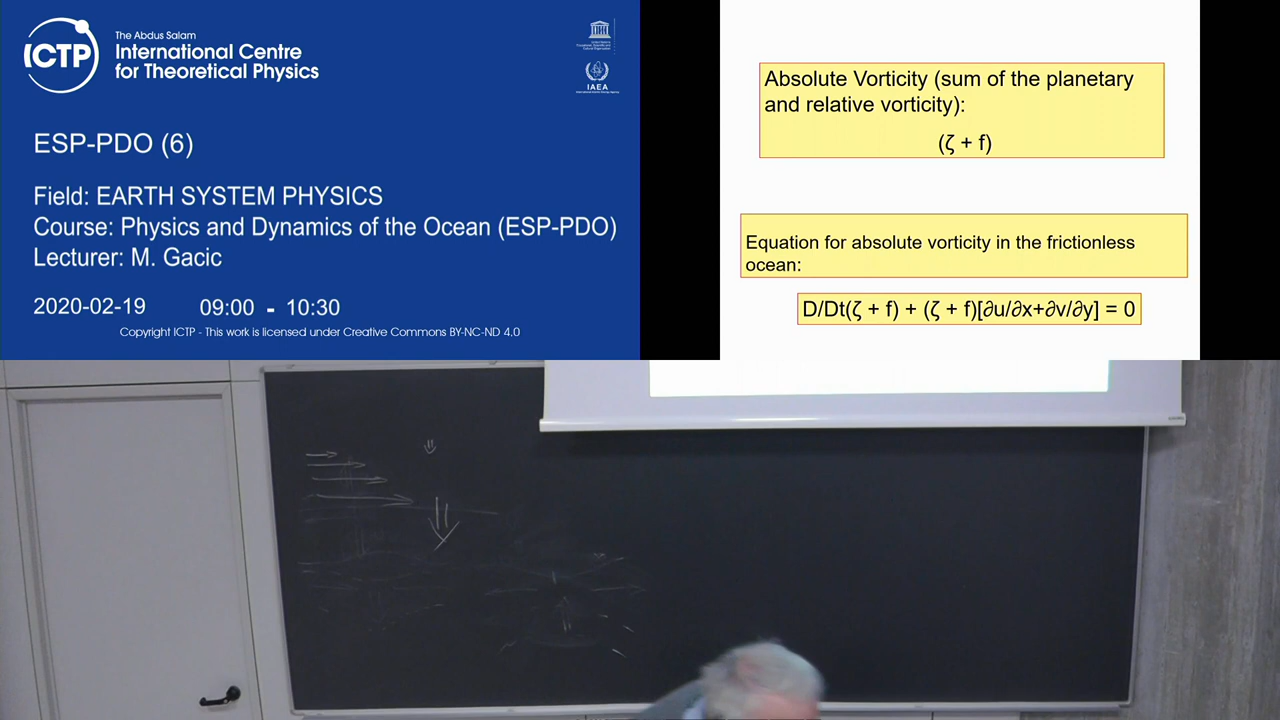 ICTP
The Abdus Salam
International Centre
for Theoretical Physics
IAEA
ESP-PDO (6)
Field: EARTH SYSTEM PHYSICS
Course: Physics and Dynamics of the Ocean (ESP-PDO)
Lecturer: M. Gacic
2020-02-19 09:00 - 10:30
Copyright ICTP - This work is licensed under Creative Commons BY-NC-ND 4.0
Absolute Vorticity (sum of the planetary
and relative vorticity):
(ζ + f)
Equation for absolute vorticity in the frictionless
ocean:
D/Dt(ζ + f) + (ζ + f)[∂u/∂x+∂v/∂y] = 0